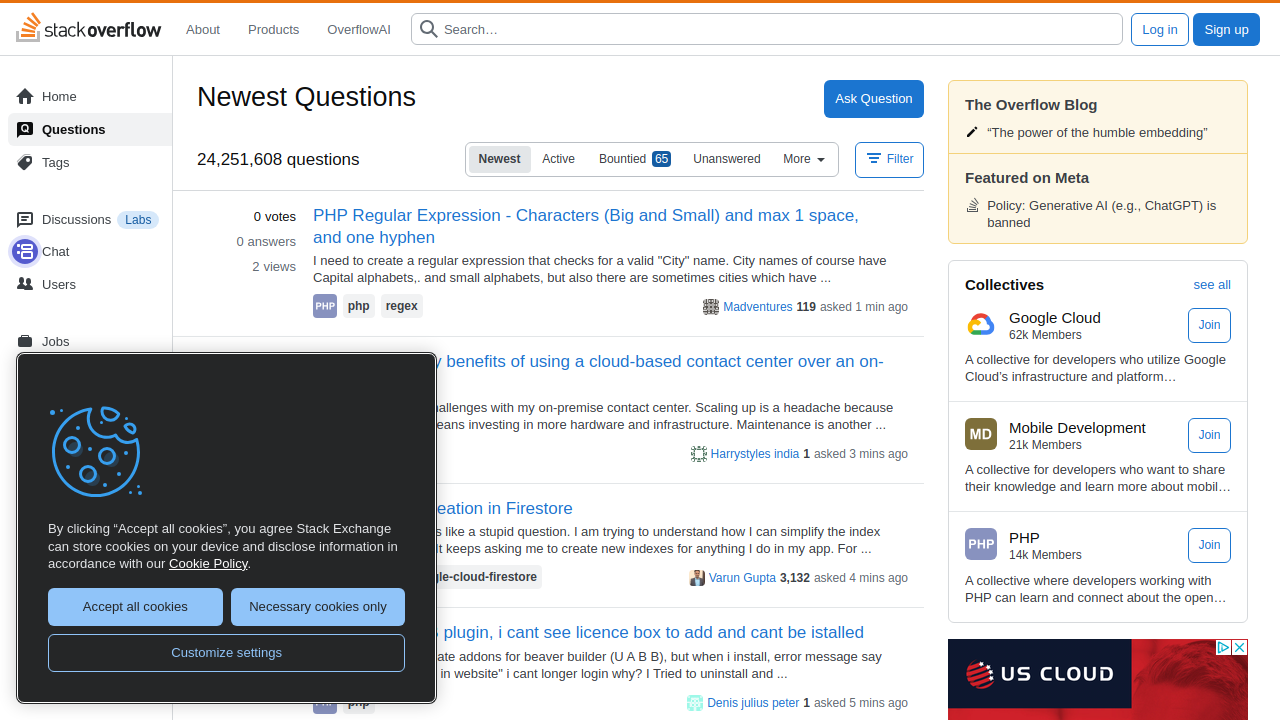 stack overflow
About
Products
OverflowAI
Search…
Log in
Sign up
Home
Questions
Tags
Discussions
Labs
Chat
Users
Jobs
Newest Questions
Ask Question
24,251,608 questions
Newest
Active
Bountied 65
Unanswered
More
Filter
0 votes
0 answers
2 views
PHP Regular Expression - Characters (Big and Small) and max 1 space,
and one hyphen
I need to create a regular expression that checks for a valid "City" name. City names of course have
Capital alphabets,. and small alphabets, but also there are sometimes cities which have ...
PHP
php
regex
Madventures 119 asked 1 min ago
y benefits of using a cloud-based contact center over an on-
hallenges with my on-premise contact center. Scaling up is a headache because
eans investing in more hardware and infrastructure. Maintenance is another ...
Harrystyles india 1 asked 3 mins ago
eation in Firestore
s like a stupid question. I am trying to understand how I can simplify the index
It keeps asking me to create new indexes for anything I do in my app. For ...
gle-cloud-firestore
Varun Gupta 3,132 asked 4 mins ago
plugin, i cant see licence box to add and cant be istalled
ate addons for beaver builder (U A B B), but when i install, error message say
in website" i cant longer login why? I Tried to uninstall and ...
PHP
php
Denis julius peter 1 asked 5 mins ago
By clicking “Accept all cookies”, you agree Stack Exchange
can store cookies on your device and disclose information in
accordance with our Cookie Policy.
Accept all cookies
Necessary cookies only
Customize settings
The Overflow Blog
“The power of the humble embedding”
Featured on Meta
Policy: Generative AI (e.g., ChatGPT) is
banned
Collectives
see all
Google Cloud
62k Members
Join
A collective for developers who utilize Google
Cloud’s infrastructure and platform…
MD
Mobile Development
21k Members
Join
A collective for developers who want to share
their knowledge and learn more about mobil…
PHP
PHP
14k Members
Join
A collective where developers working with
PHP can learn and connect about the open…
US CLOUD